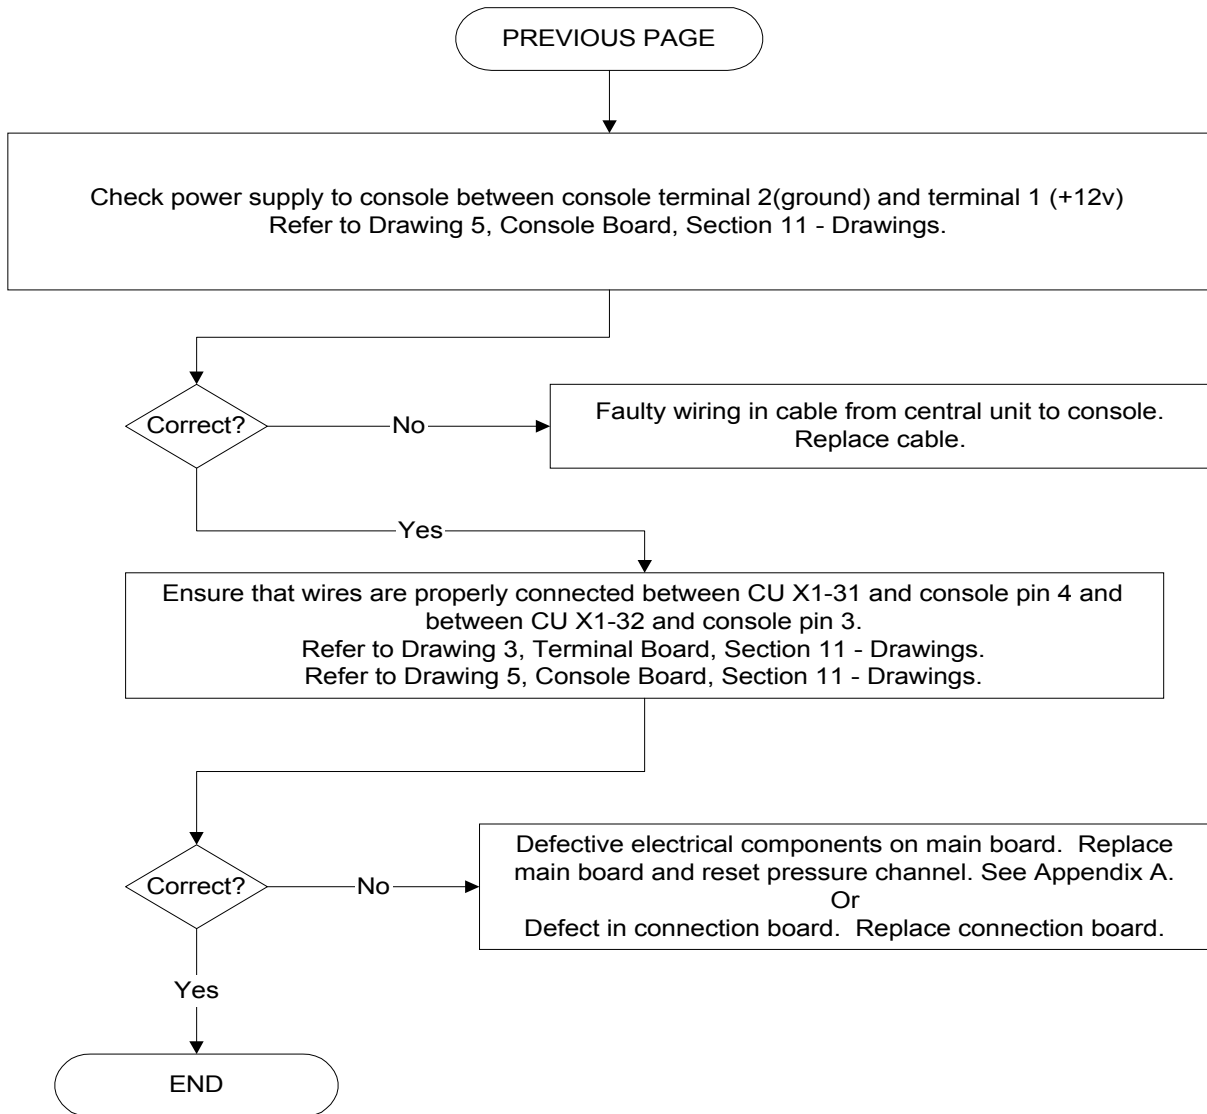 PREVIOUS PAGE
Check power supply to console between console terminal 2(ground) and terminal 1 (+12v)
Refer to Drawing 5, Console Board, Section 11 - Drawings.
Correct?
No
Faulty wiring in cable from central unit to console.
Replace cable.
Yes
Ensure that wires are properly connected between CU X1-31 and console pin 4 and
between CU X1-32 and console pin 3.
Refer to Drawing 3, Terminal Board, Section 11 - Drawings.
Refer to Drawing 5, Console Board, Section 11 - Drawings.
Correct?
No
Defective electrical components on main board.  Replace
main board and reset pressure channel. See Appendix A.
Or
Defect in connection board.  Replace connection board.
Yes
END